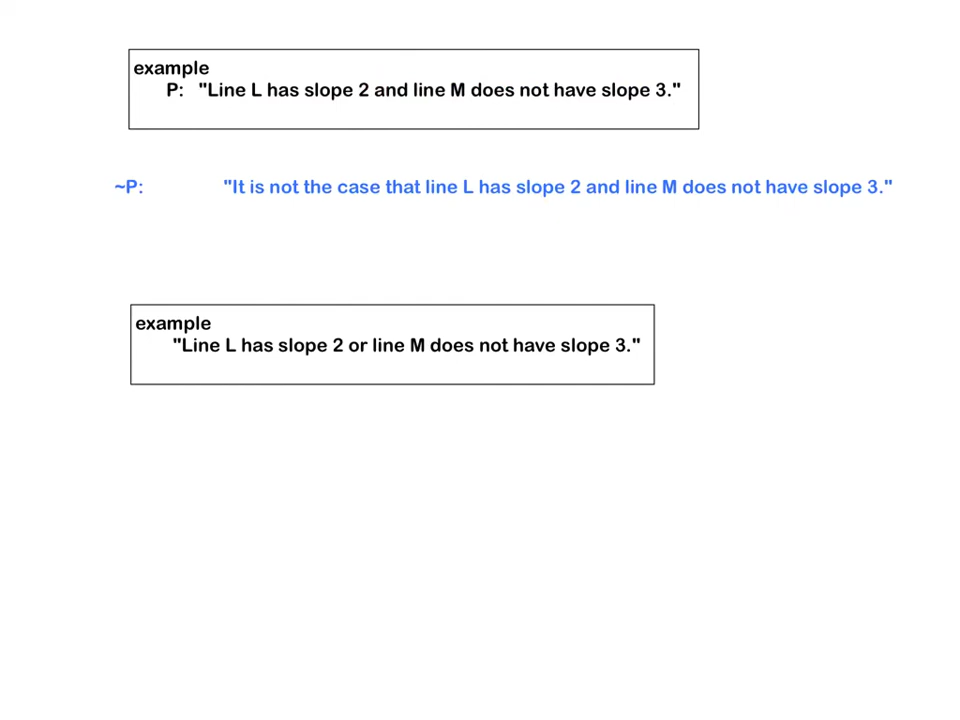 example
P: "Line L has slope 2 and line M does not have slope 3."
~P: "It is not the case that line L has slope 2 and line M does not have slope 3."
example
"Line L has slope 2 or line M does not have slope 3."